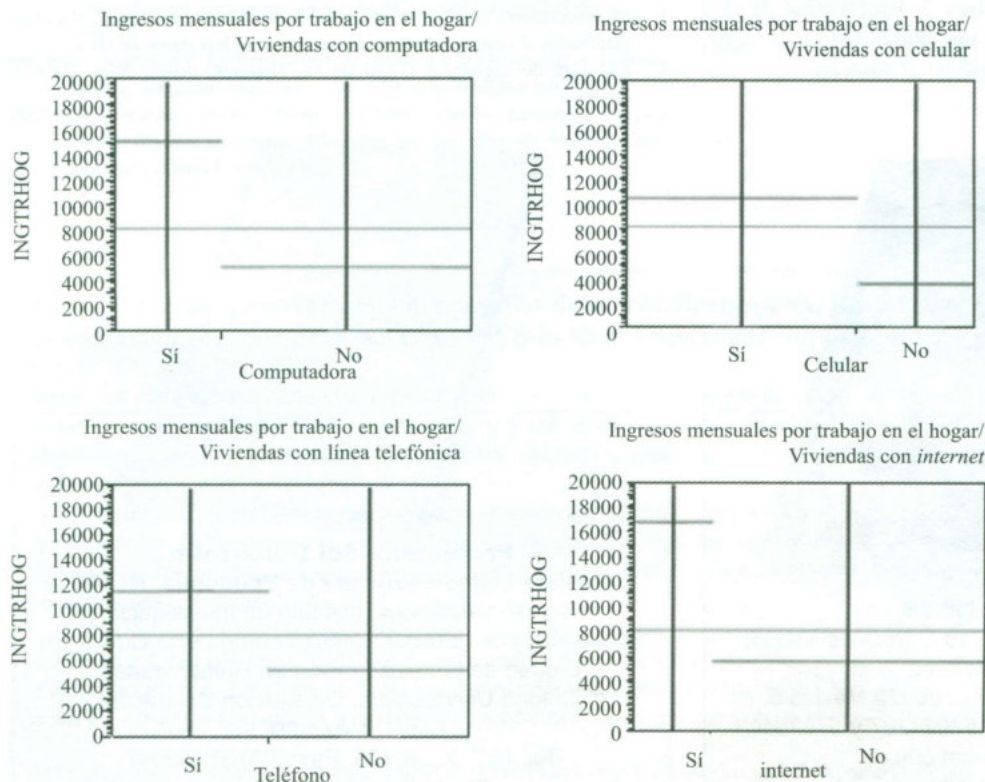 Ingresos mensuales por trabajo en el hogar/
Viviendas con computadora
INGTRHOG
20000
18000
16000
14000
12000
10000
8000
6000
4000
2000
0
Sí
No
Computadora
Ingresos mensuales por trabajo en el hogar/
Viviendas con celular
INGTRHOG
20000
18000
16000
14000
12000
10000
8000
6000
4000
2000
0
Sí
No
Celular
Ingresos mensuales por trabajo en el hogar/
Viviendas con línea telefónica
INGTRHOG
20000
18000
16000
14000
12000
10000
8000
6000
4000
2000
0
Sí
No
Teléfono
Ingresos mensuales por trabajo en el hogar/
Viviendas con internet
INGTRHOG
20000
18000
16000
14000
12000
10000
8000
6000
4000
2000
0
Sí
No
internet